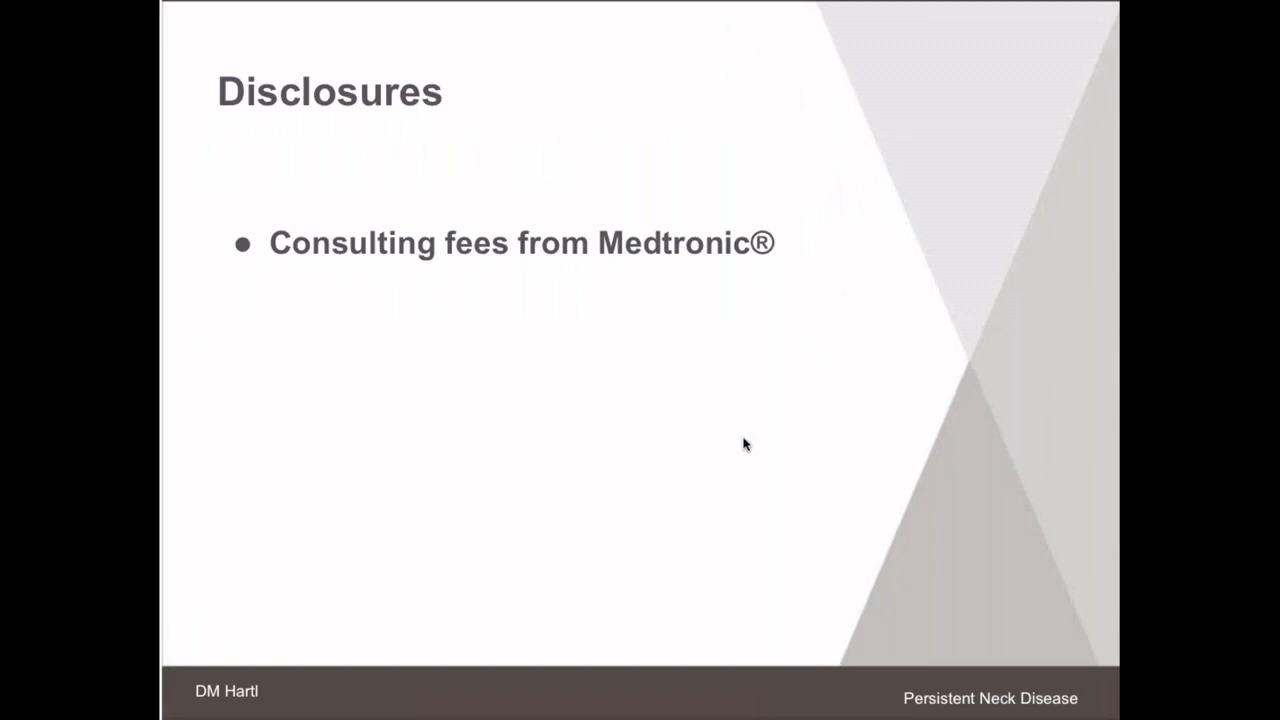 Disclosures
● Consulting fees from Medtronic®
DM Hartl
Persistent Neck Disease